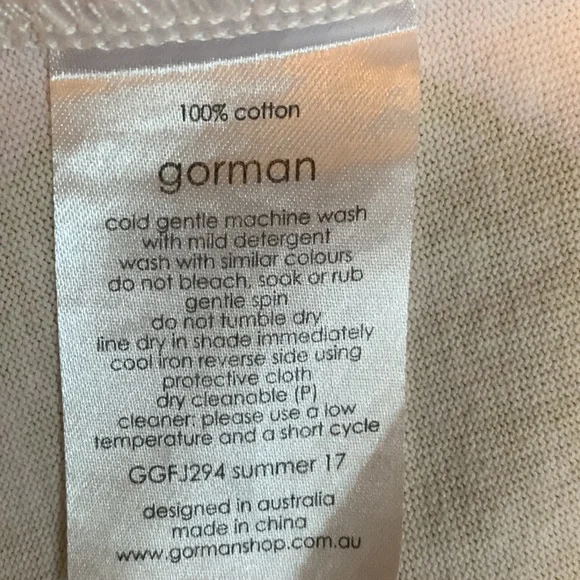 100% cotton
gorman
cold gentle machine wash
with mild detergent
wash with similar colours
do not bleach, soak or rub
gentle spin
do not tumble dry
line dry in shade immediately
cool iron reverse side using
protective cloth
dry cleanable (P)
cleaner: please use a low
temperature and a short cycle
GGFJ294 summer 17
designed in australia
made in china
www.gormanshop.com.au